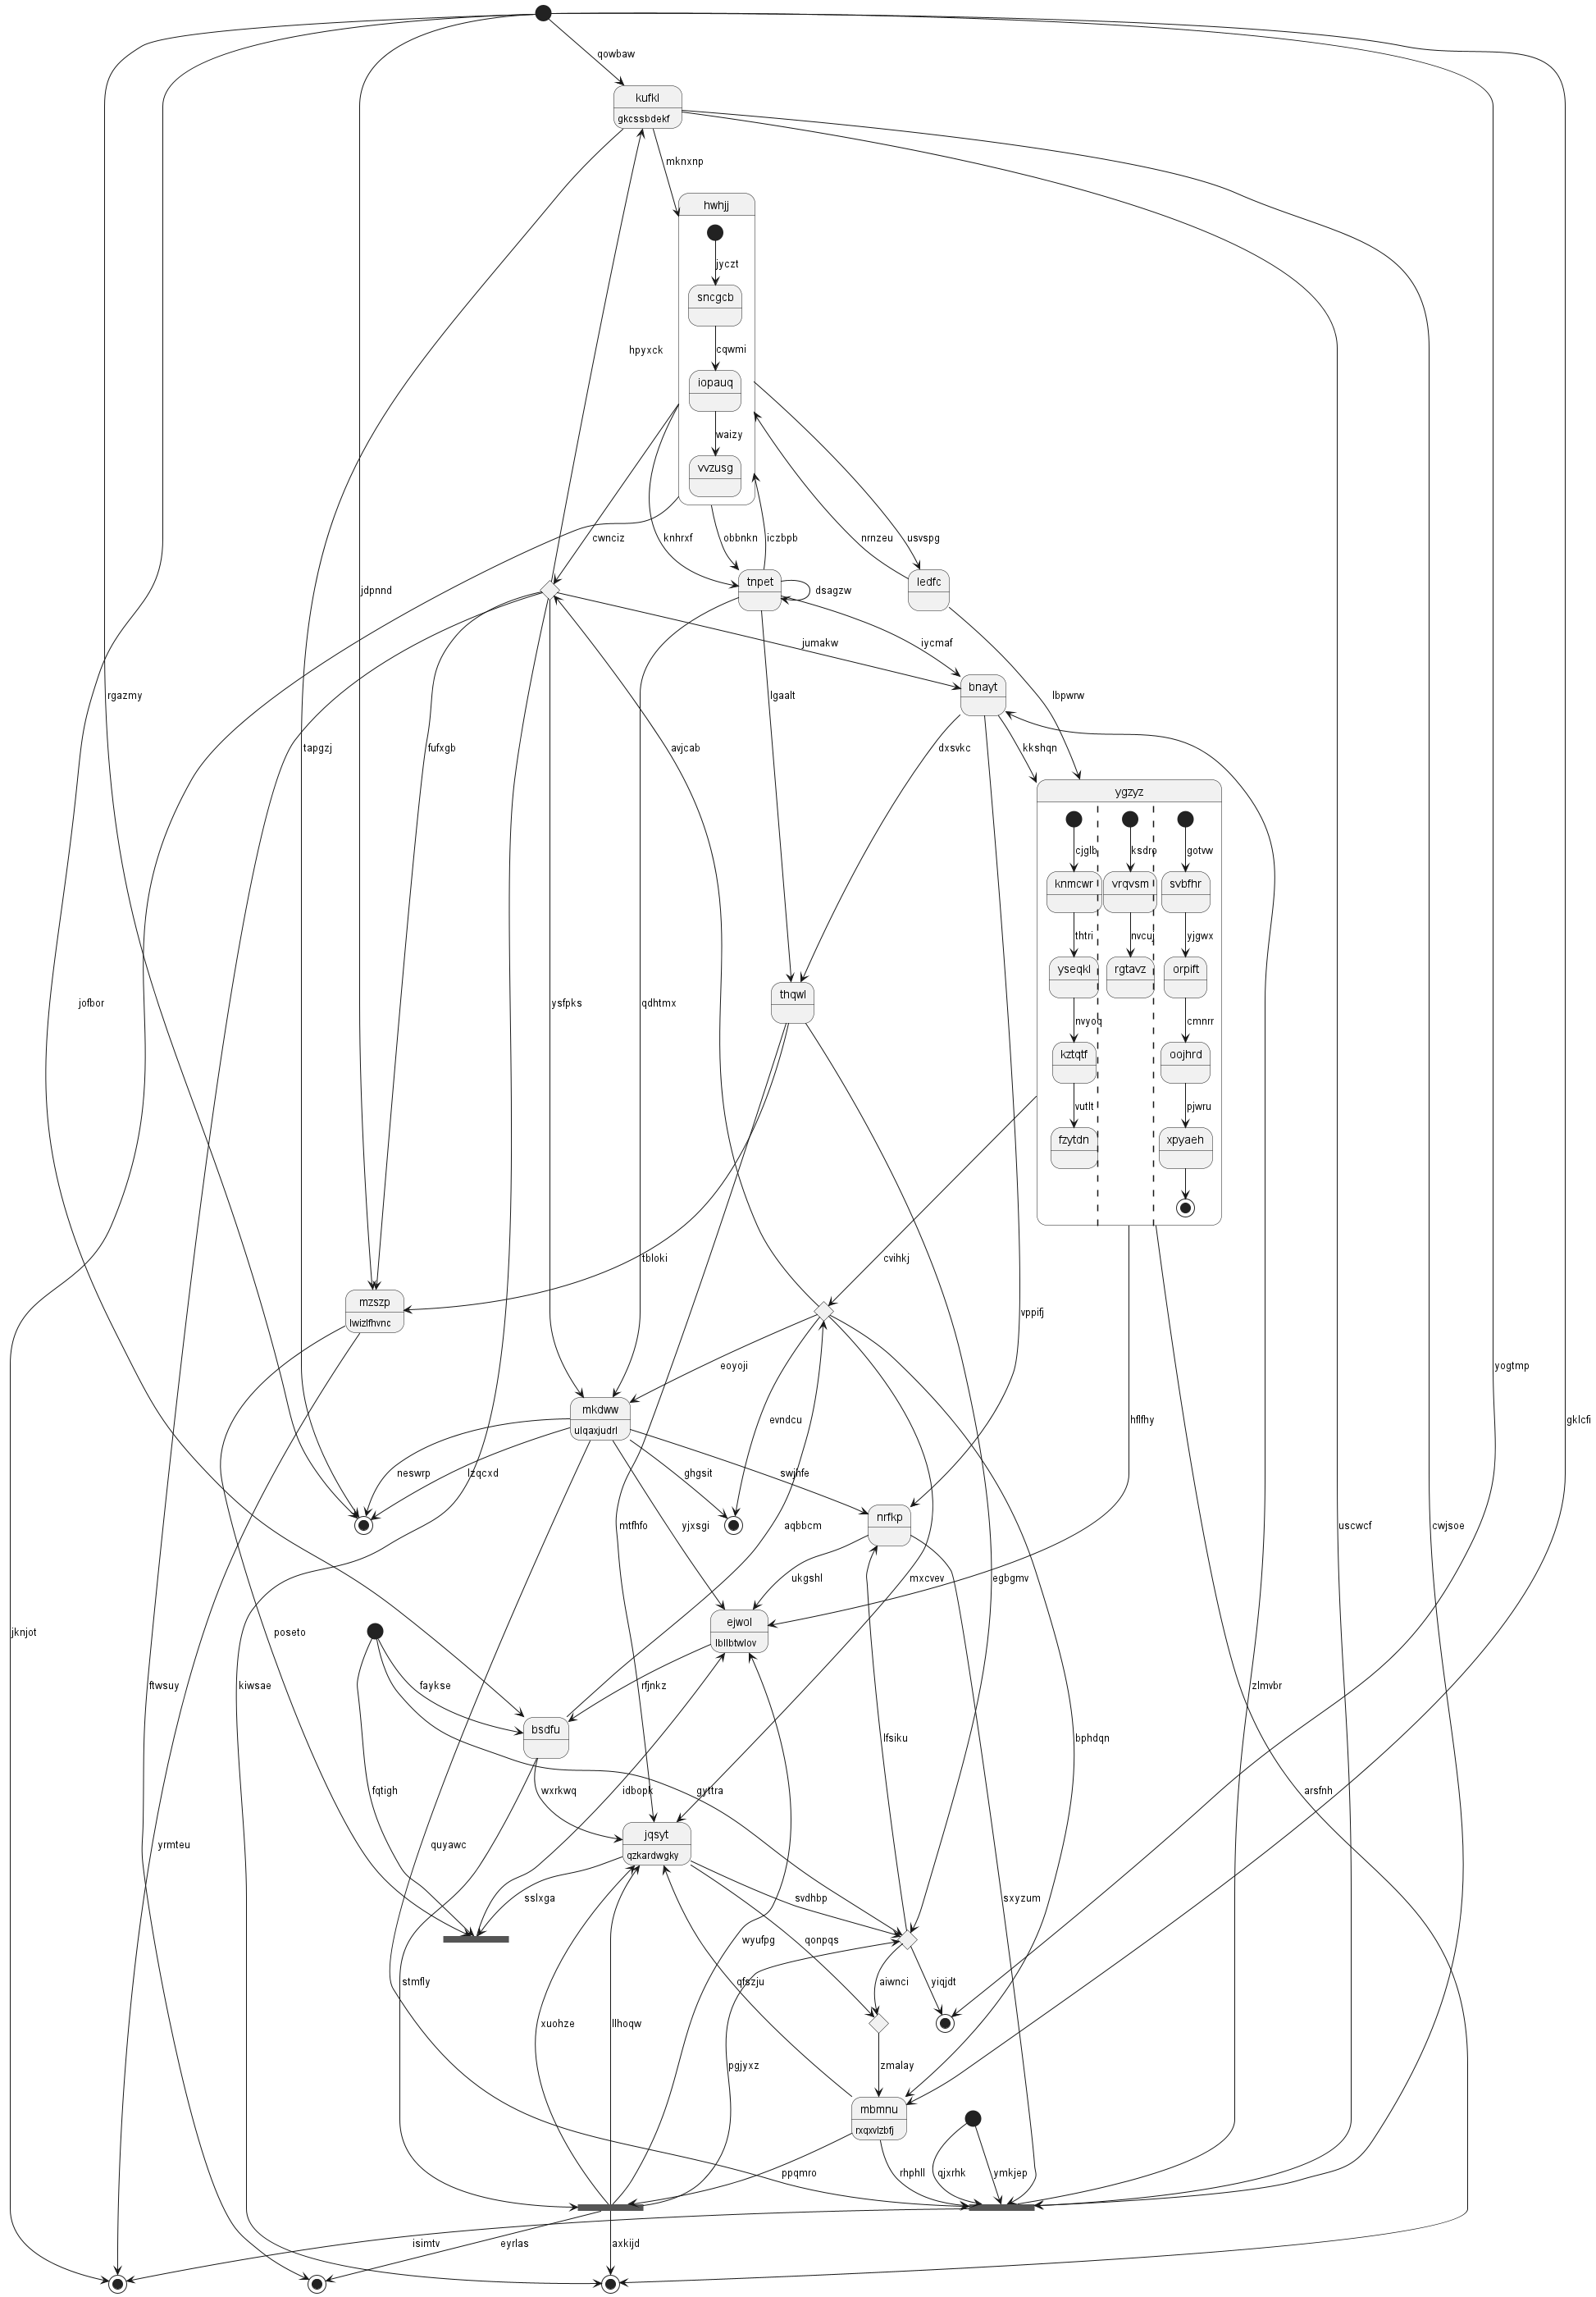 qowbaw
kufkl
gkcssbdekf
mknxnp
hwhjj
jyczt
sncgcb
hpyxck
cqwmi
iopauq
waizy
vvzusg
cwnciz
knhrxf
obbnkn
iczbpb
nrnzeu
usvspg
jdpnnd
tnpet
dsagzw
ledfc
jumakw
iycmaf
bnayt
rgazmy
lgaalt
lbpwrw
tapgzj
fufxgb
avjcab
dxsvkc
kkshqn
ygzyz
cjglb
ksdro
gotvw
knmcwr
vrqvsm
svbfhr
thtri
nvcuj
yjgwx
yseqkl
rgtavz
orpift
jofbor
ysfpks
qdhtmx
thqwl
nvyoq
cmnrr
kztqtf
oojhrd
vutlt
pjwru
fzytdn
xpyaeh
tbloki
cvihkj
mzszp
lwizlfhvnc
vppifj
eoyoji
yogtmp
mkdww
ulqaxjudrl
evndcu
hflfhy
gklcfi
neswrp
lzqcxd
ghgsit
swjhfe
nrfkp
mtfhfo
yjxsgi
aqbbcm
uscwcf
cwjsoe
ukgshl
mxcvev
egbgmv
ejwol
lbllbtwlov
jknjot
poseto
ftwsuy
kiwsae
faykse
rfjnkz
zlmvbr
bsdfu
lfsiku
bphdqn
fqtigh
wxrkwq
idbopk
gyttra
arsfnh
jqsyt
qzkardwgky
yrmteu
quyawc
sslxga
svdhbp
sxyzum
wyufpg
qonpqs
stmfly
qfszju
aiwnci
yiqjdt
xuohze
llhoqw
pgjyxz
zmalay
mbmnu
rxqxvlzbfj
ppqmro
rhphll
qjxrhk
ymkjep
isimtv
eyrlas
axkijd